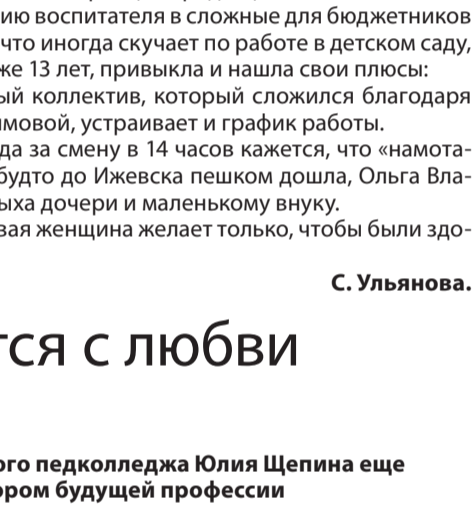 ию воспитателя в сложные для бюджетников
что иногда скучает по работе в детском саду,
же 13 лет, привыкла и нашла свои плюсы:
ый коллектив, который сложился благодаря
имовой, устраивает и график работы.
да за смену в 14 часов кажется, что «намота-
будто до Ижевска пешком дошла, Ольга Вла-
ыха дочери и маленькому внуку.
вая женщина желает только, чтобы были здо-
С. Ульянова.
тся с любви
ого педколледжа Юлия Щепина еще
ором будущей профессии